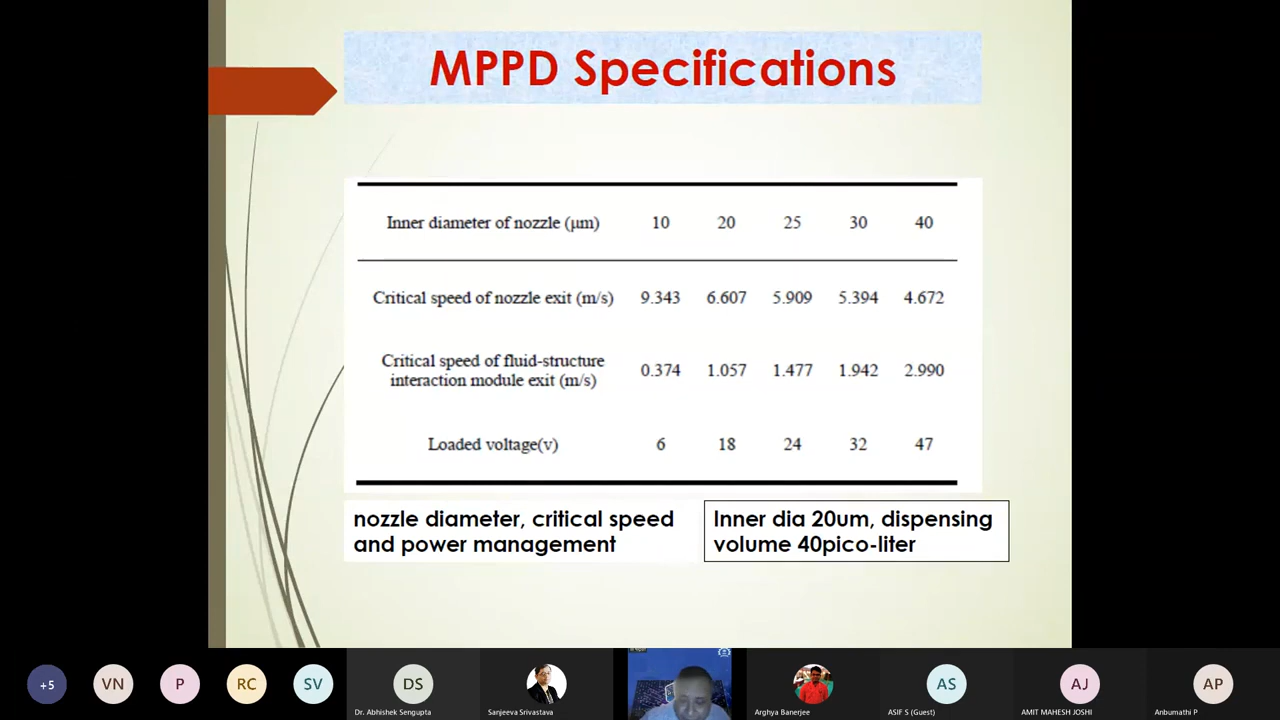 MPPD Specifications
Inner diameter of nozzle (μm) 10 20 25 30 40
Critical speed of nozzle exit (m/s) 9.343 6.607 5.909 5.394 4.672
Critical speed of fluid-structure
interaction module exit (m/s) 0.374 1.057 1.477 1.942 2.990
Loaded voltage(v) 6 18 24 32 47
nozzle diameter, critical speed
and power management
Inner dia 20um, dispensing
volume 40pico-liter
+5 VN P RC SV DS AS AJ AP
Dr. Abhishek Sengupta Sanjeeva Srivastava Arghya Banerjee ASIF S (Guest) AMIT MAHESH JOSHI Anbumathi P